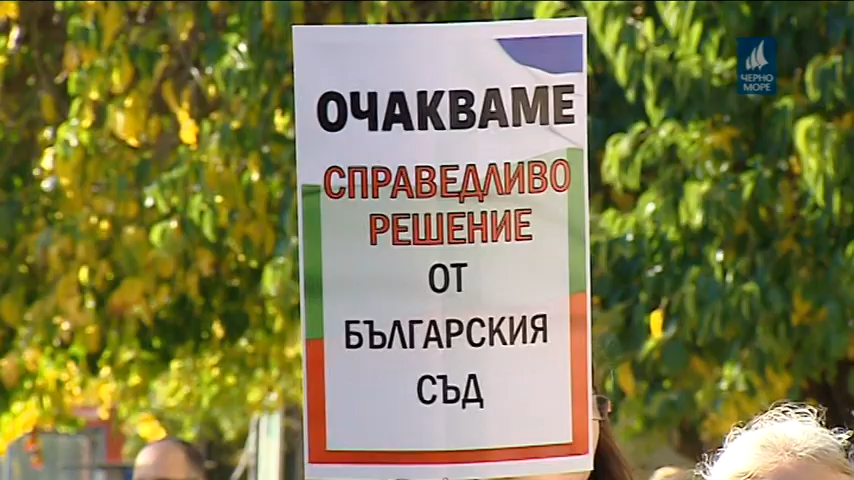 ОЧАКВАМЕ
СПРАВЕДЛИВО
РЕШЕНИЕ
ОТ
БЪЛГАРСКИЯ
СЪД
ЧЕРНО
МОРЕ